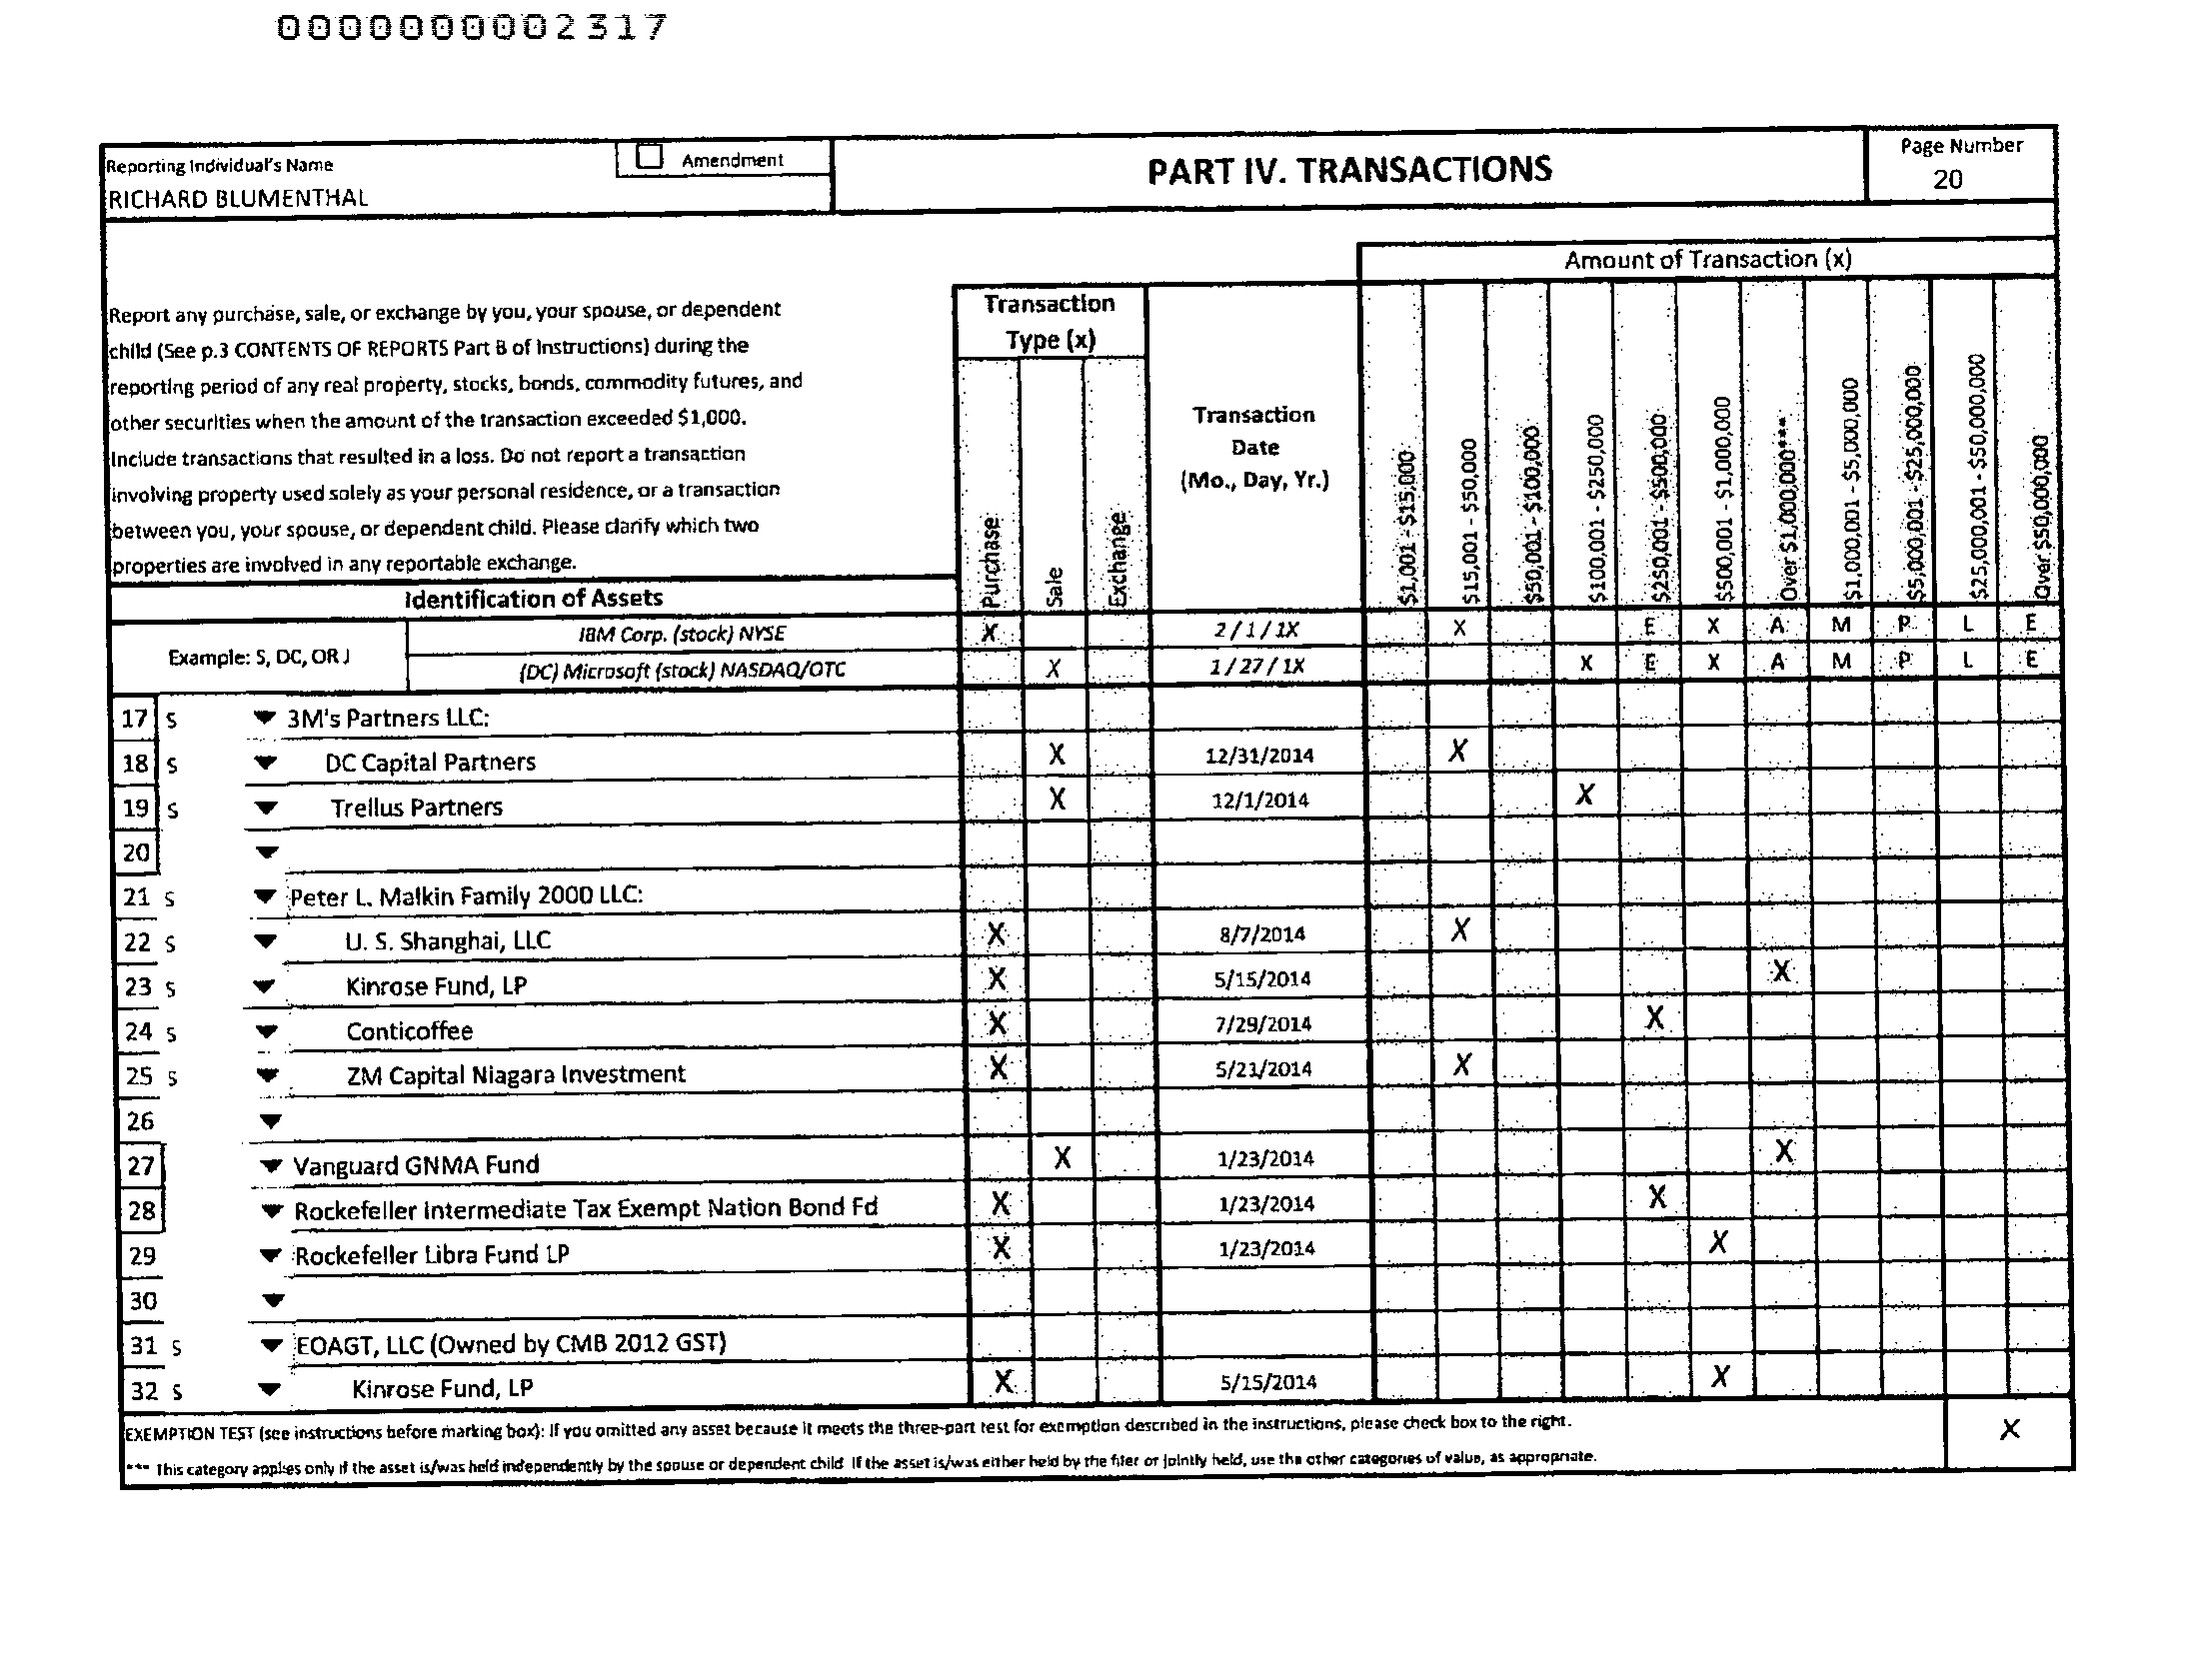 0000000002317
Reporting Individual's Name
Amendment
RICHARD BLUMENTHAL
PART IV. TRANSACTIONS
Page Number
20
Report any purchase, sale, or exchange by you, your spouse, or dependent
child (See p.3 CONTENTS OF REPORTS Part B of Instructions) during the
reporting period of any real property, stocks, bonds, commodity futures, and
other securities when the amount of the transaction exceeded $1,000.
Include transactions that resulted in a loss. Do not report a transaction
involving property used solely as your personal residence, or a transaction
between you, your spouse, or dependent child. Please clarify which two
properties are involved in any reportable exchange.
Identification of Assets
Transaction
Type (x)
Purchase
Sale
Exchange
Transaction
Date
(Mo., Day, Yr.)
Amount of Transaction (x)
$1,001 - $15,000
$15,001 - $50,000
$50,001 - $100,000
$100,001 - $250,000
$250,001 - $500,000
$500,001 - $1,000,000
Over $1,000,000***
$1,000,001 - $5,000,000
$5,000,001 - $25,000,000
$25,000,001 - $50,000,000
Over $50,000,000
Example: S, DC, OR J
IBM Corp. (stock) NYSE X 2 / 1 / 1X X E X A M P L E
(DC) Microsoft (stock) NASDAQ/OTC X 1 / 27 / 1X X E X A M P L E
17 S 3M's Partners LLC:
18 S DC Capital Partners X 12/31/2014 X
19 S Trellus Partners X 12/1/2014 X
20
21 S Peter L. Malkin Family 2000 LLC:
22 S U. S. Shanghai, LLC X 8/7/2014 X
23 S Kinrose Fund, LP X 5/15/2014 X
24 S Conticoffee X 7/29/2014 X
25 S ZM Capital Niagara Investment X 5/21/2014 X
26
27 Vanguard GNMA Fund X 1/23/2014 X
28 Rockefeller Intermediate Tax Exempt Nation Bond Fd X 1/23/2014 X
29 Rockefeller Libra Fund LP X 1/23/2014 X
30
31 S EOAGT, LLC (Owned by CMB 2012 GST)
32 S Kinrose Fund, LP X 5/15/2014 X
EXEMPTION TEST (see instructions before marking box): If you omitted any asset because it meets the three-part test for exemption described in the instructions, please check box to the right. X
*** This category applies only if the asset is/was held independently by the spouse or dependent child If the asset is/was either held by the filer or jointly held, use the other categories of value, as appropriate.